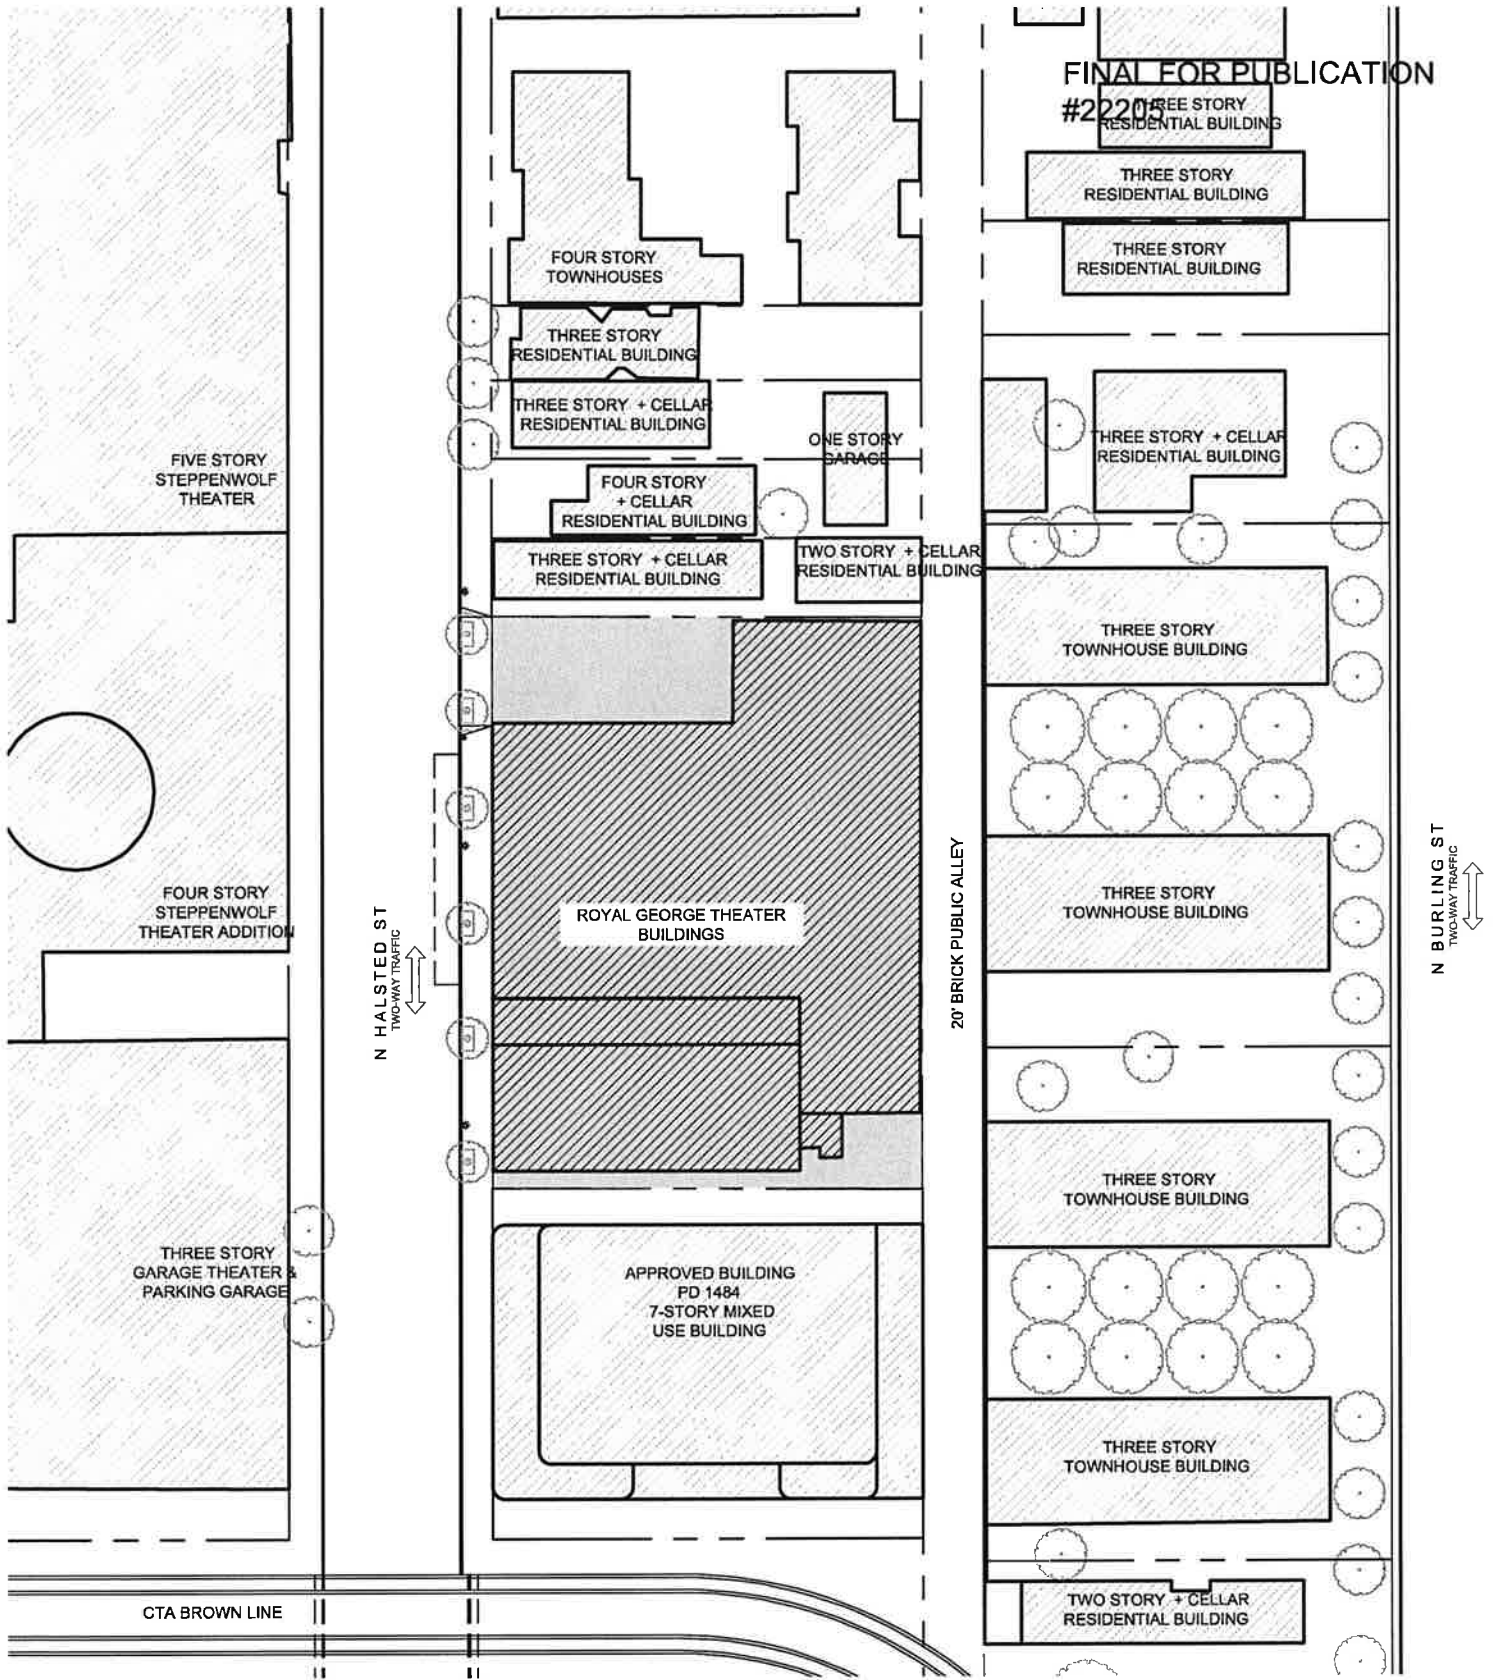 FINAL FOR PUBLICATION
#22205
THREE STORY
RESIDENTIAL BUILDING
THREE STORY
RESIDENTIAL BUILDING
THREE STORY
RESIDENTIAL BUILDING
FOUR STORY
TOWNHOUSES
THREE STORY
RESIDENTIAL BUILDING
THREE STORY + CELLAR
RESIDENTIAL BUILDING
ONE STORY
GARAGE
THREE STORY + CELLAR
RESIDENTIAL BUILDING
FIVE STORY
STEPPENWOLF
THEATER
FOUR STORY
+ CELLAR
RESIDENTIAL BUILDING
THREE STORY + CELLAR
RESIDENTIAL BUILDING
TWO STORY + CELLAR
RESIDENTIAL BUILDING
THREE STORY
TOWNHOUSE BUILDING
FOUR STORY
STEPPENWOLF
THEATER ADDITION
N HALSTED ST
TWO-WAY TRAFFIC
ROYAL GEORGE THEATER
BUILDINGS
20' BRICK PUBLIC ALLEY
THREE STORY
TOWNHOUSE BUILDING
N BURLING ST
TWO-WAY TRAFFIC
THREE STORY
TOWNHOUSE BUILDING
THREE STORY
GARAGE THEATER &
PARKING GARAGE
APPROVED BUILDING
PD 1484
7-STORY MIXED
USE BUILDING
THREE STORY
TOWNHOUSE BUILDING
CTA BROWN LINE
TWO STORY + CELLAR
RESIDENTIAL BUILDING